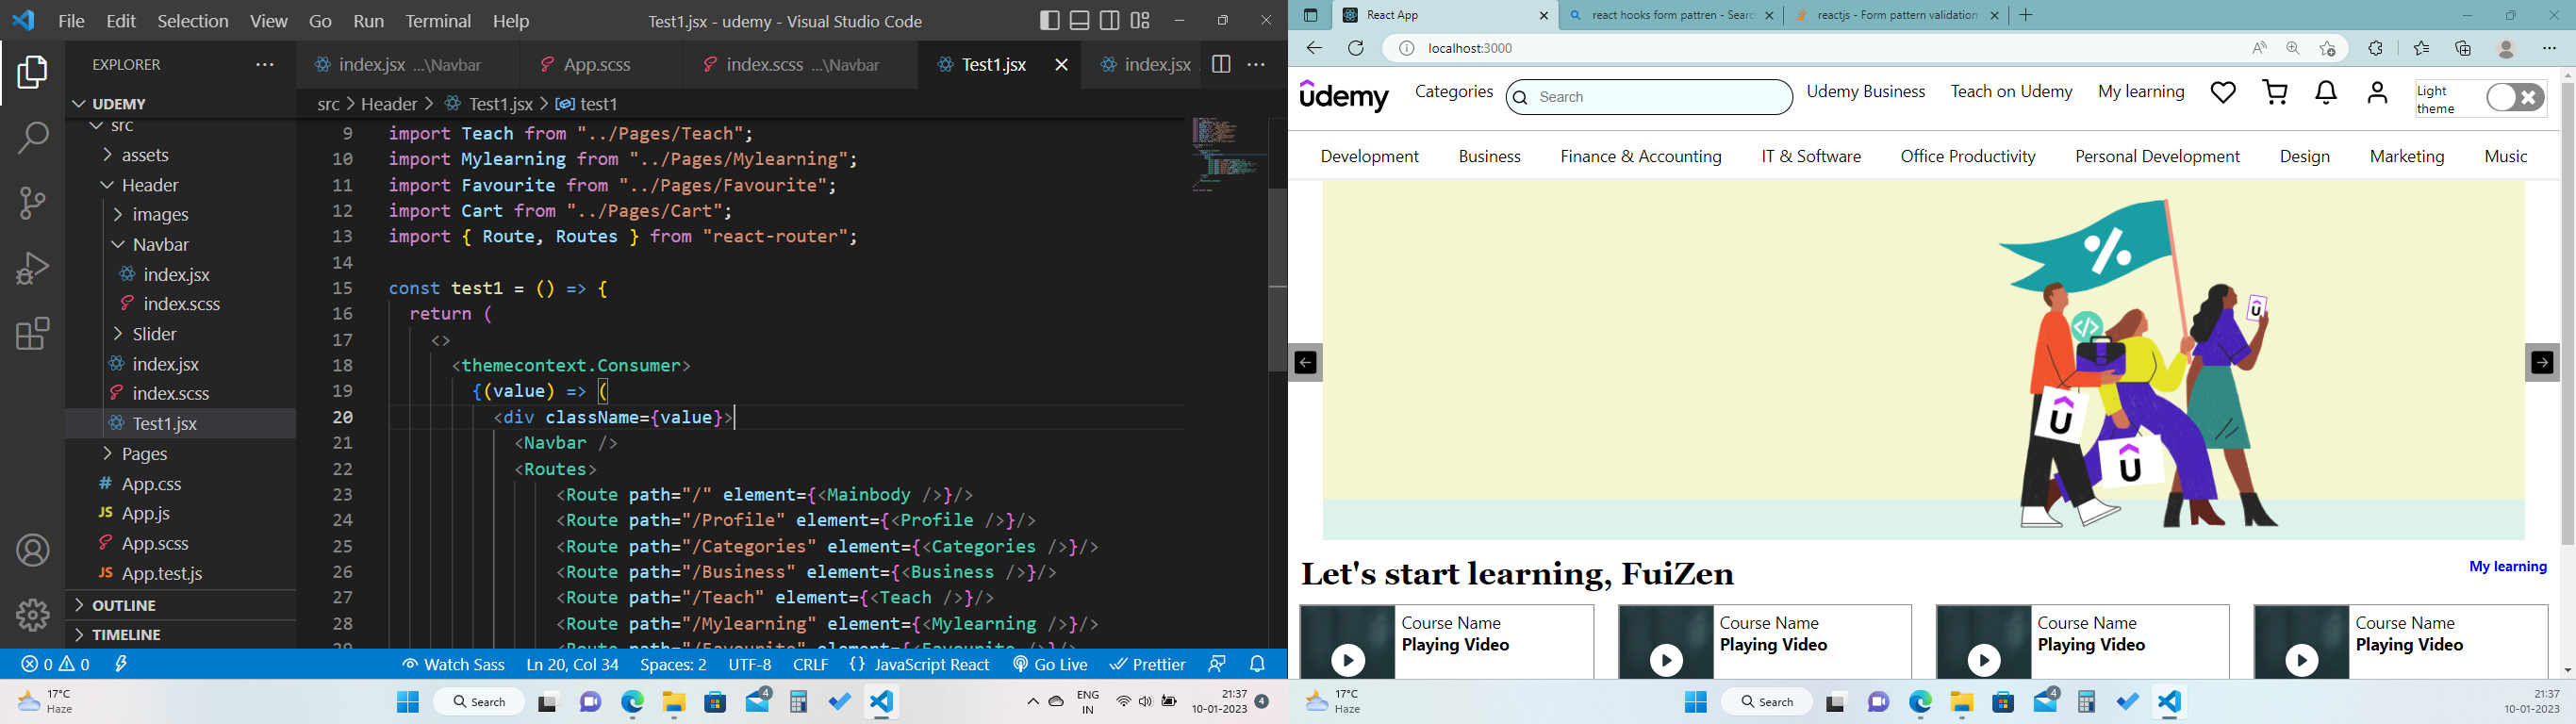 File Edit Selection View Go Run Terminal Help
Test1.jsx - udemy - Visual Studio Code
EXPLORER
UDEMY
src
assets
Header
images
Navbar
index.jsx
index.scss
Slider
index.jsx
index.scss
Test1.jsx
Pages
App.css
App.js
App.scss
App.test.js
OUTLINE
TIMELINE
index.jsx ...\Navbar
App.scss
index.scss ...\Navbar
Test1.jsx
index.jsx
src > Header > Test1.jsx > test1
9 import Teach from "../Pages/Teach";
10 import Mylearning from "../Pages/Mylearning";
11 import Favourite from "../Pages/Favourite";
12 import Cart from "../Pages/Cart";
13 import { Route, Routes } from "react-router";
14
15 const test1 = () => {
16 return (
17 <>
18 <themecontext.Consumer>
19 {(value) => (
20 <div className={value}>
21 <Navbar />
22 <Routes>
23 <Route path="/" element={<Mainbody />}/>
24 <Route path="/Profile" element={<Profile />}/>
25 <Route path="/Categories" element={<Categories />}/>
26 <Route path="/Business" element={<Business />}/>
27 <Route path="/Teach" element={<Teach />}/>
28 <Route path="/Mylearning" element={<Mylearning />}/>
29 <Route path="/Favourite" element={<Favourite />}/>
0 0 Watch Sass Ln 20, Col 34 Spaces: 2 UTF-8 CRLF {} JavaScript React Go Live Prettier
17°C
Haze
Search
4
ENG
IN
21:37
10-01-2023
4
React App
react hooks form pattren - Searc
reactjs - Form pattern validation
localhost:3000
udemy Categories Search Udemy Business Teach on Udemy My learning
Light
theme
Development Business Finance & Accounting IT & Software Office Productivity Personal Development Design Marketing Music
%
</>
U
U
U
Let's start learning, FuiZen
My learning
Course Name
Playing Video
Course Name
Playing Video
Course Name
Playing Video
Course Name
Playing Video
17°C
Haze
Search
4
21:37
10-01-2023